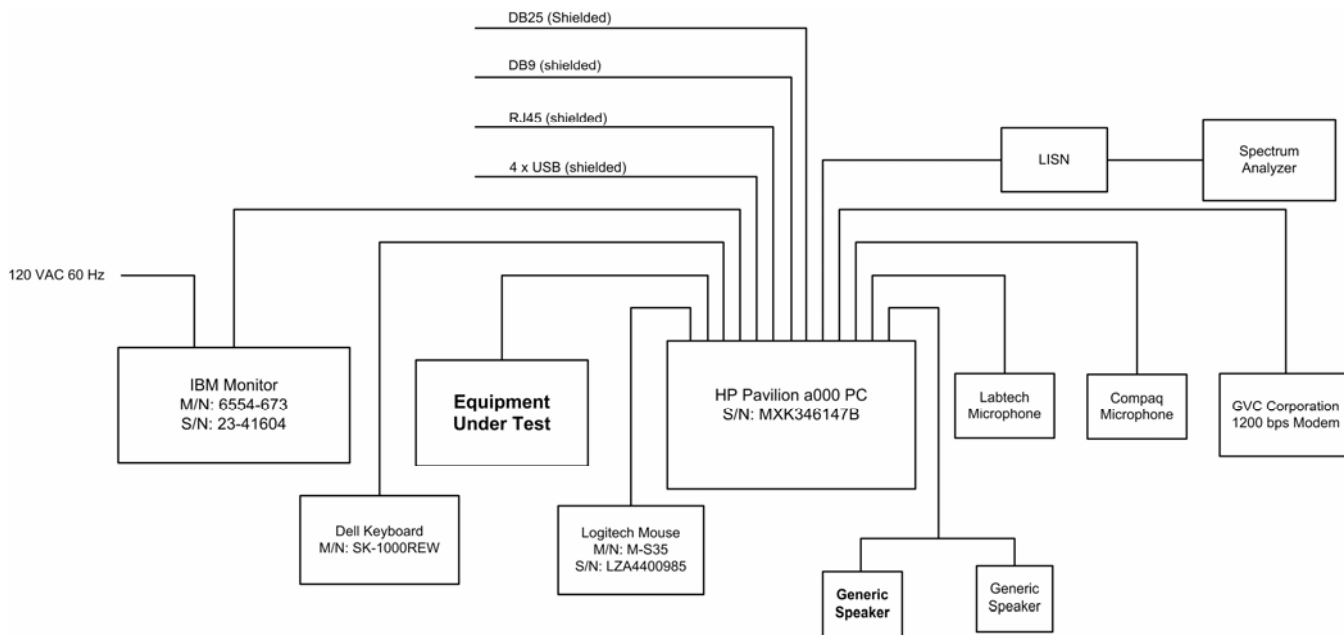 DB25 (Shielded)
DB9 (shielded)
RJ45 (shielded)
4 x USB (shielded)
LISN
Spectrum
Analyzer
120 VAC 60 Hz
IBM Monitor
M/N: 6554-673
S/N: 23-41604
Equipment
Under Test
HP Pavilion a000 PC
S/N: MXK346147B
Labtech
Microphone
Compaq
Microphone
GVC Corporation
1200 bps Modem
Dell Keyboard
M/N: SK-1000REW
Logitech Mouse
M/N: M-S35
S/N: LZA4400985
Generic
Speaker
Generic
Speaker